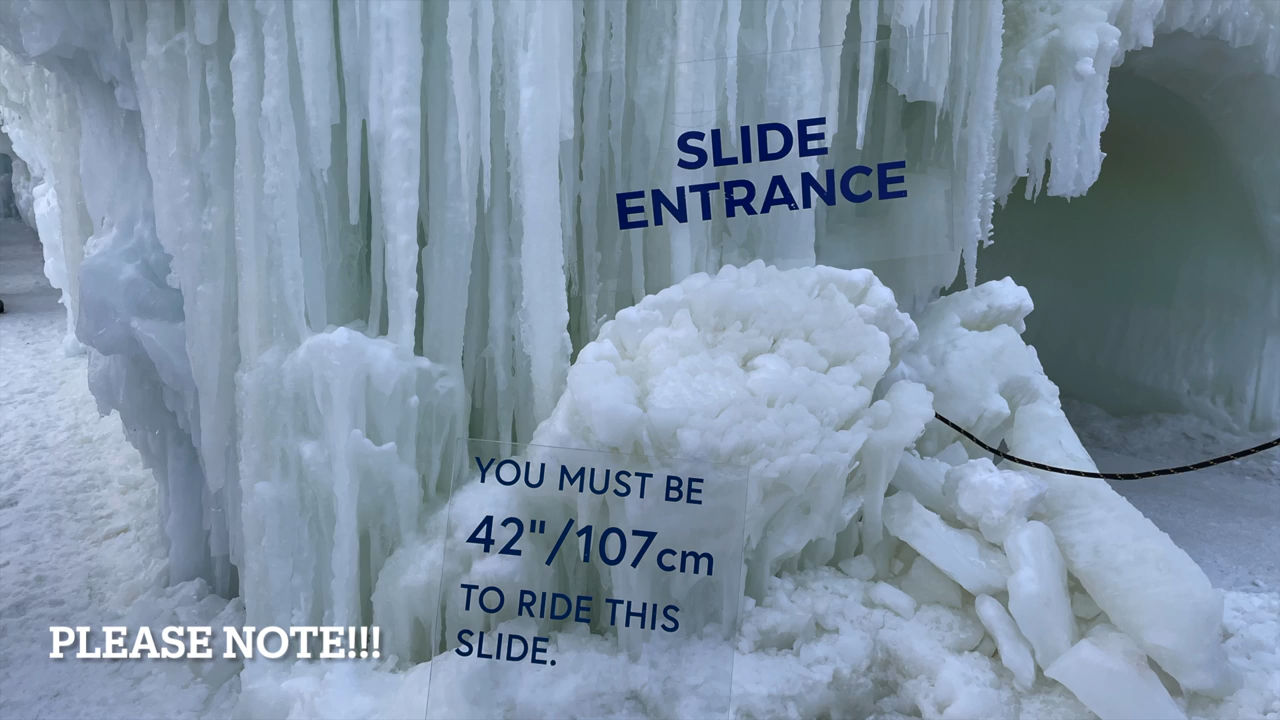 SLIDE
ENTRANCE
YOU MUST BE
42"/107cm
TO RIDE THIS
SLIDE.
PLEASE NOTE!!!